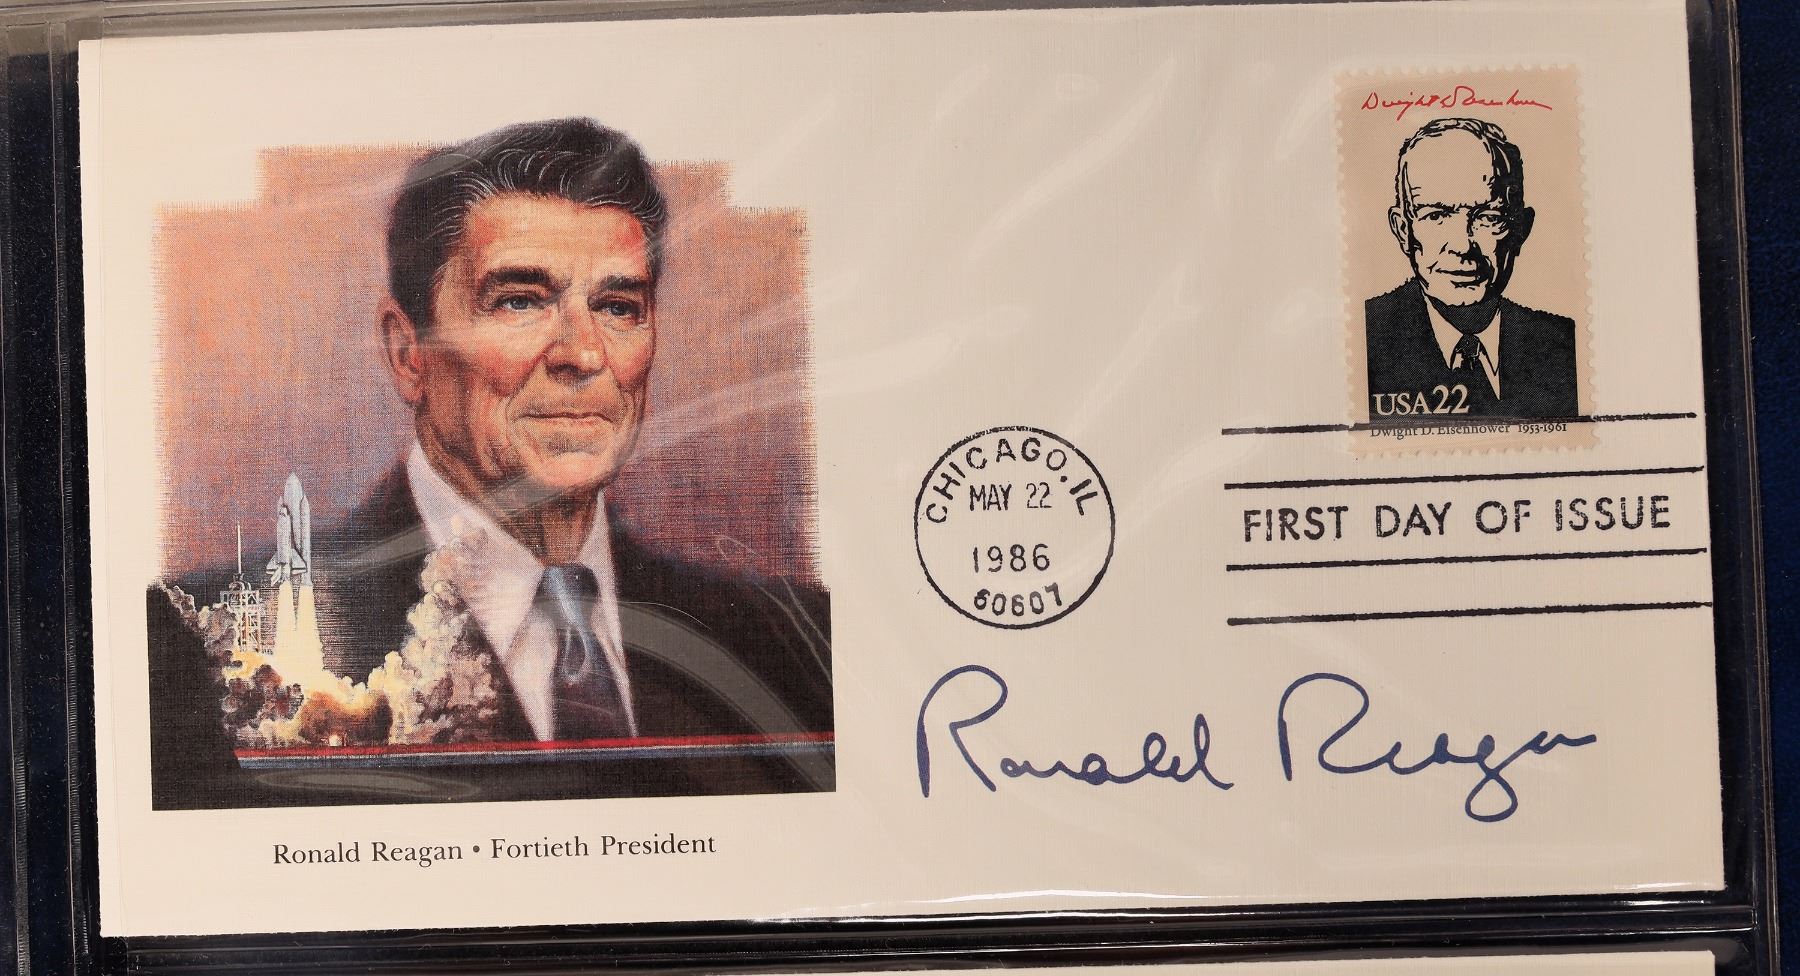 Dwight D. Eisenhower
USA22
Dwight D. Eisenhower 1953-1961
CHICAGO, IL
MAY 22
1986
60607
FIRST DAY OF ISSUE
Ronald Reagan
Ronald Reagan • Fortieth President